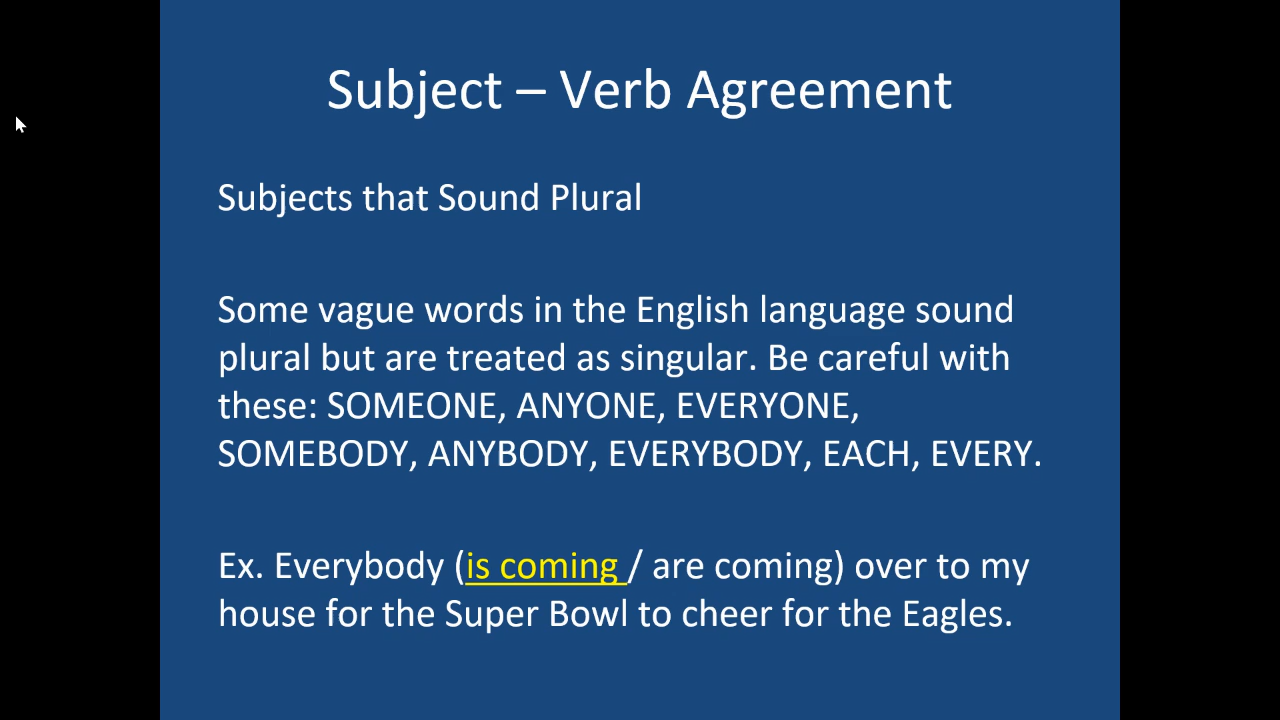 Subject – Verb Agreement
Subjects that Sound Plural
Some vague words in the English language sound
plural but are treated as singular. Be careful with
these: SOMEONE, ANYONE, EVERYONE,
SOMEBODY, ANYBODY, EVERYBODY, EACH, EVERY.
Ex. Everybody (is coming / are coming) over to my
house for the Super Bowl to cheer for the Eagles.